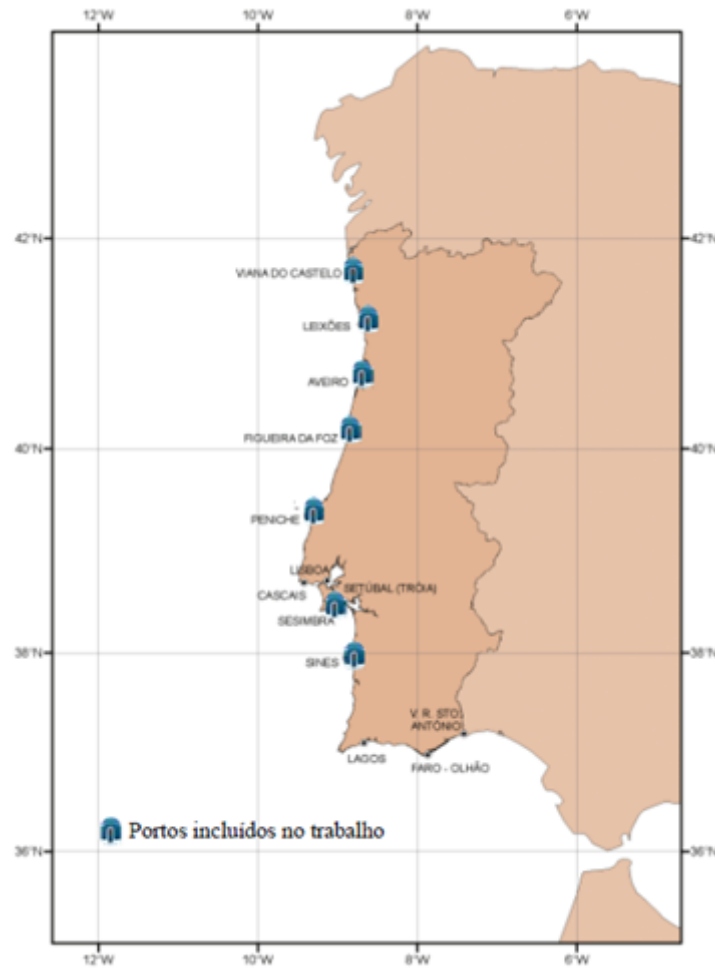 12°W 10°W 8°W 6°W
42°N 42°N
VIANA DO CASTELO
LEIXÕES
AVEIRO
FIGUEIRA DA FOZ
40°N 40°N
PENICHE
LISBOA
CASCAIS
SETÚBAL (TRÓIA)
SESIMBRA
38°N 38°N
SINES
V. R. STO.
ANTÓNIO
LAGOS
FARO - OLHÃO
Portos incluídos no trabalho
36°N 36°N
12°W 10°W 8°W 6°W